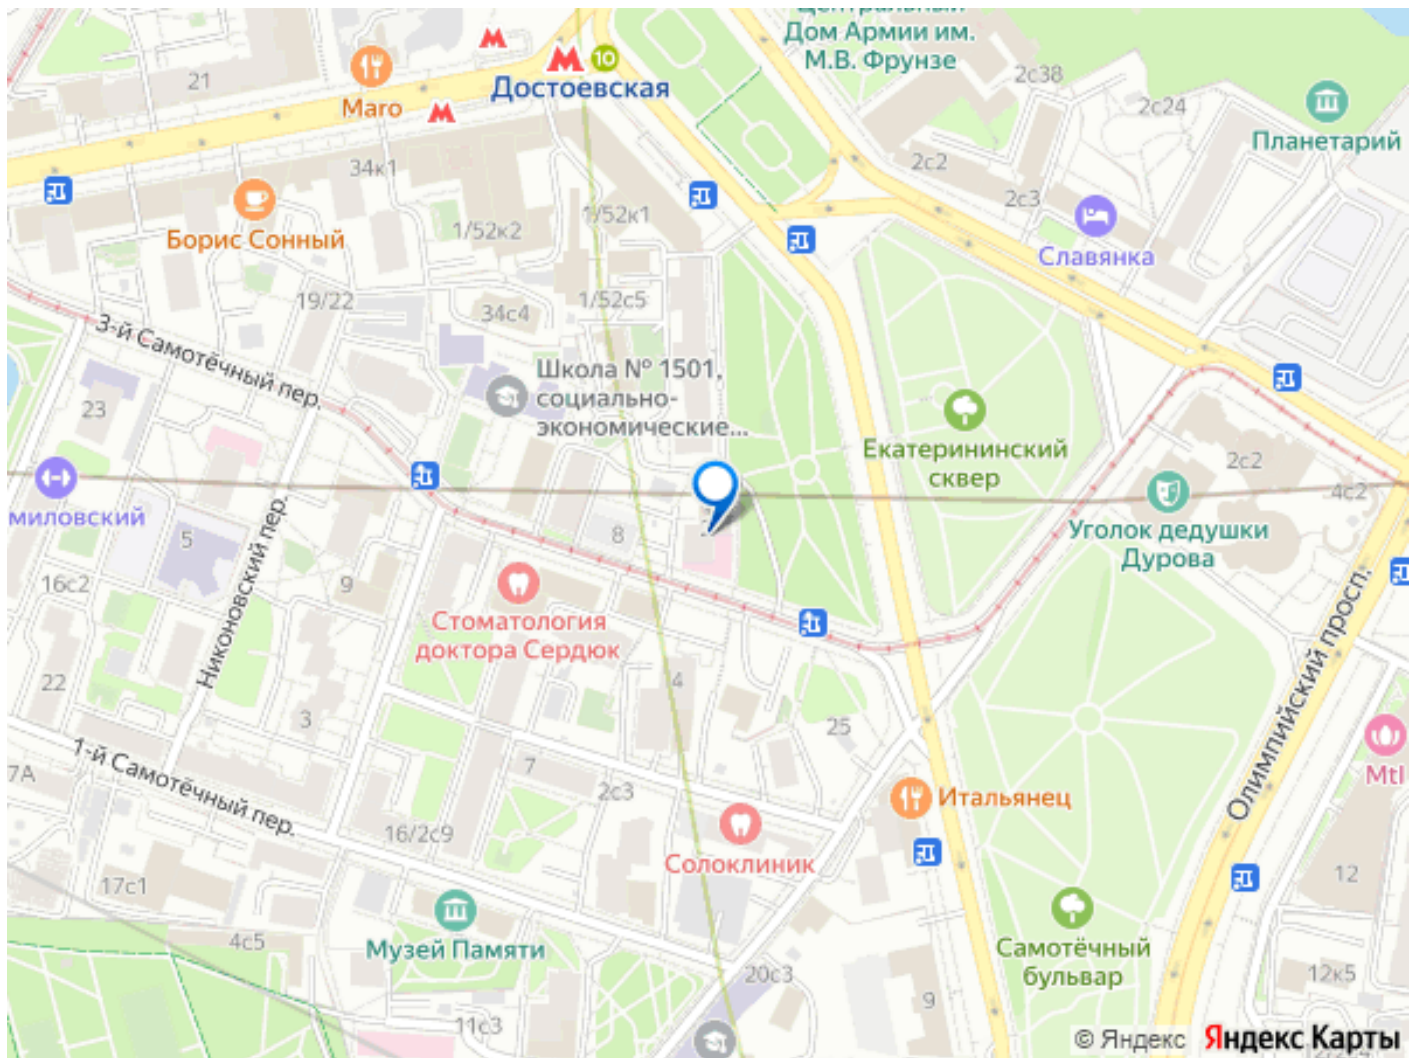 Центральный
Дом Армии им.
М.В. Фрунзе
10
Достоевская
21
Маго
2с38
2с24
Планетарий
34к1
2с2
2с3
1/52к1
1/52к2
Борис Сонный
Славянка
19/22
34с4
1/52с5
3-й Самотёчный пер.
Школа № 1501,
социально-
экономические...
23
Екатерининский
сквер
2с2
4с2
миловский
Уголок дедушки
Дурова
5
8
Никоновский пер.
16с2
9
Стоматология
доктора Сердюк
22
4
3
25
Олимпийский просп.
1-й Самотёчный пер.
7А
7
2с3
Mtl
Итальянец
16/2с9
Солоклиник
17с1
12
Музей Памяти
4с5
Самотёчный
бульвар
20с3
12к5
9
11с3
© Яндекс Яндекс Карты